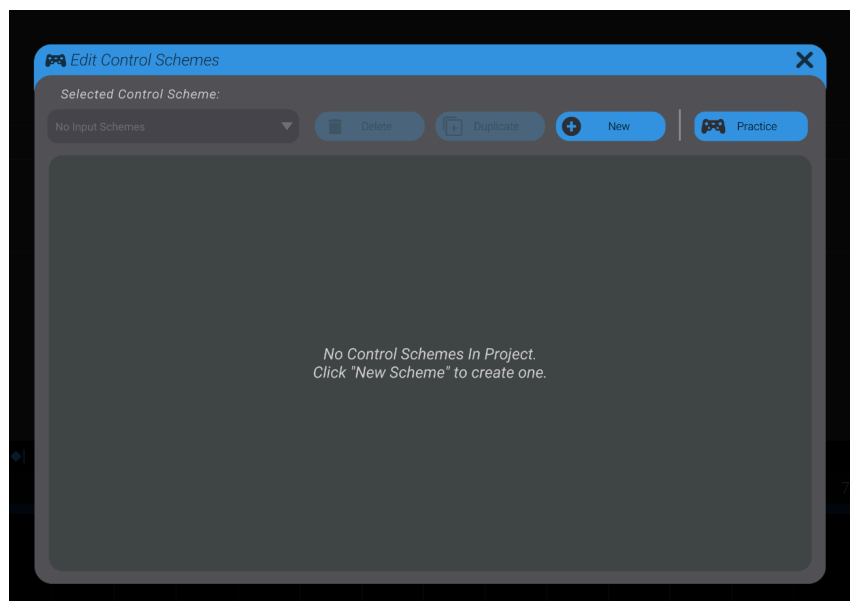 Edit Control Schemes
Selected Control Scheme:
No Input Schemes
Delete
Duplicate
New
Practice
No Control Schemes In Project.
Click "New Scheme" to create one.
7